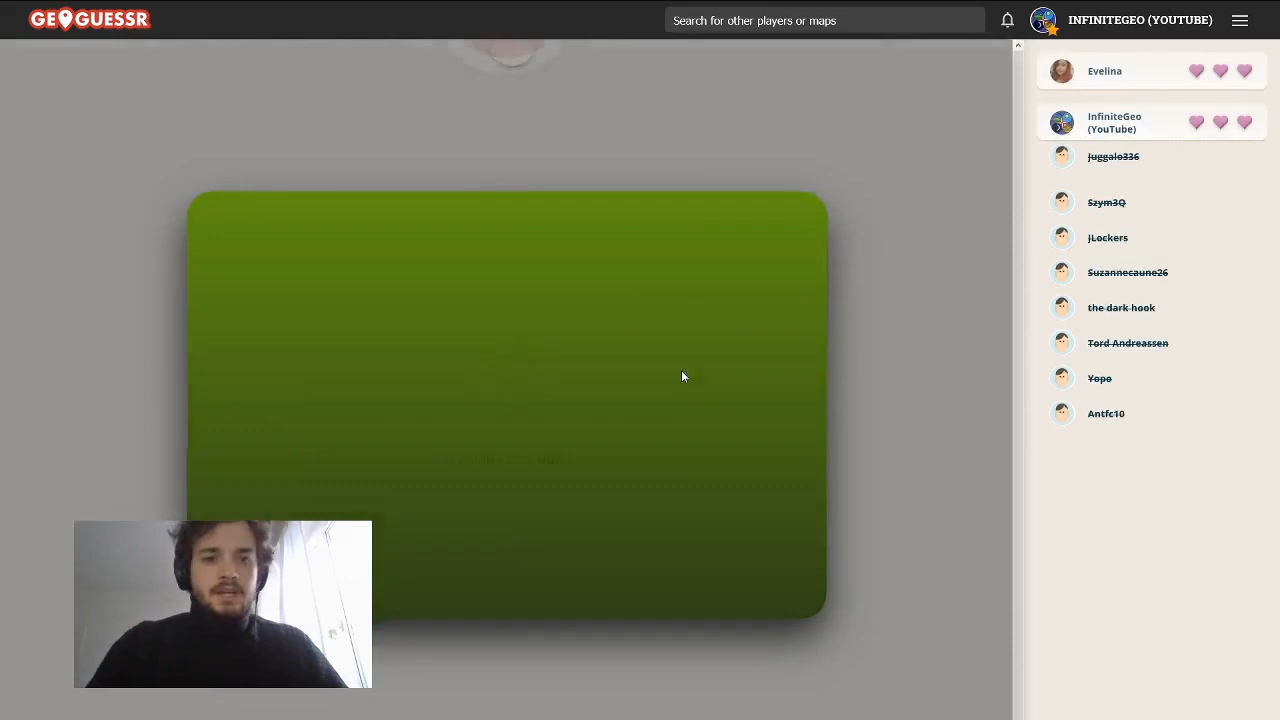 GEOGUESSR
Search for other players or maps
INFINITEGEO (YOUTUBE)
Evelina
InfiniteGeo
(YouTube)
Juggalo336
Szym3Q
JLockers
Suzannecaune26
the dark hook
Tord Andreassen
Yopo
Antfc10